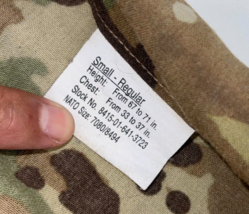 Small - Regular
Height: From 67 to 71 in.
Chest: From 33 to 37 in.
Stock No. 8415-01-641-3723
NATO Size: 7080/8494